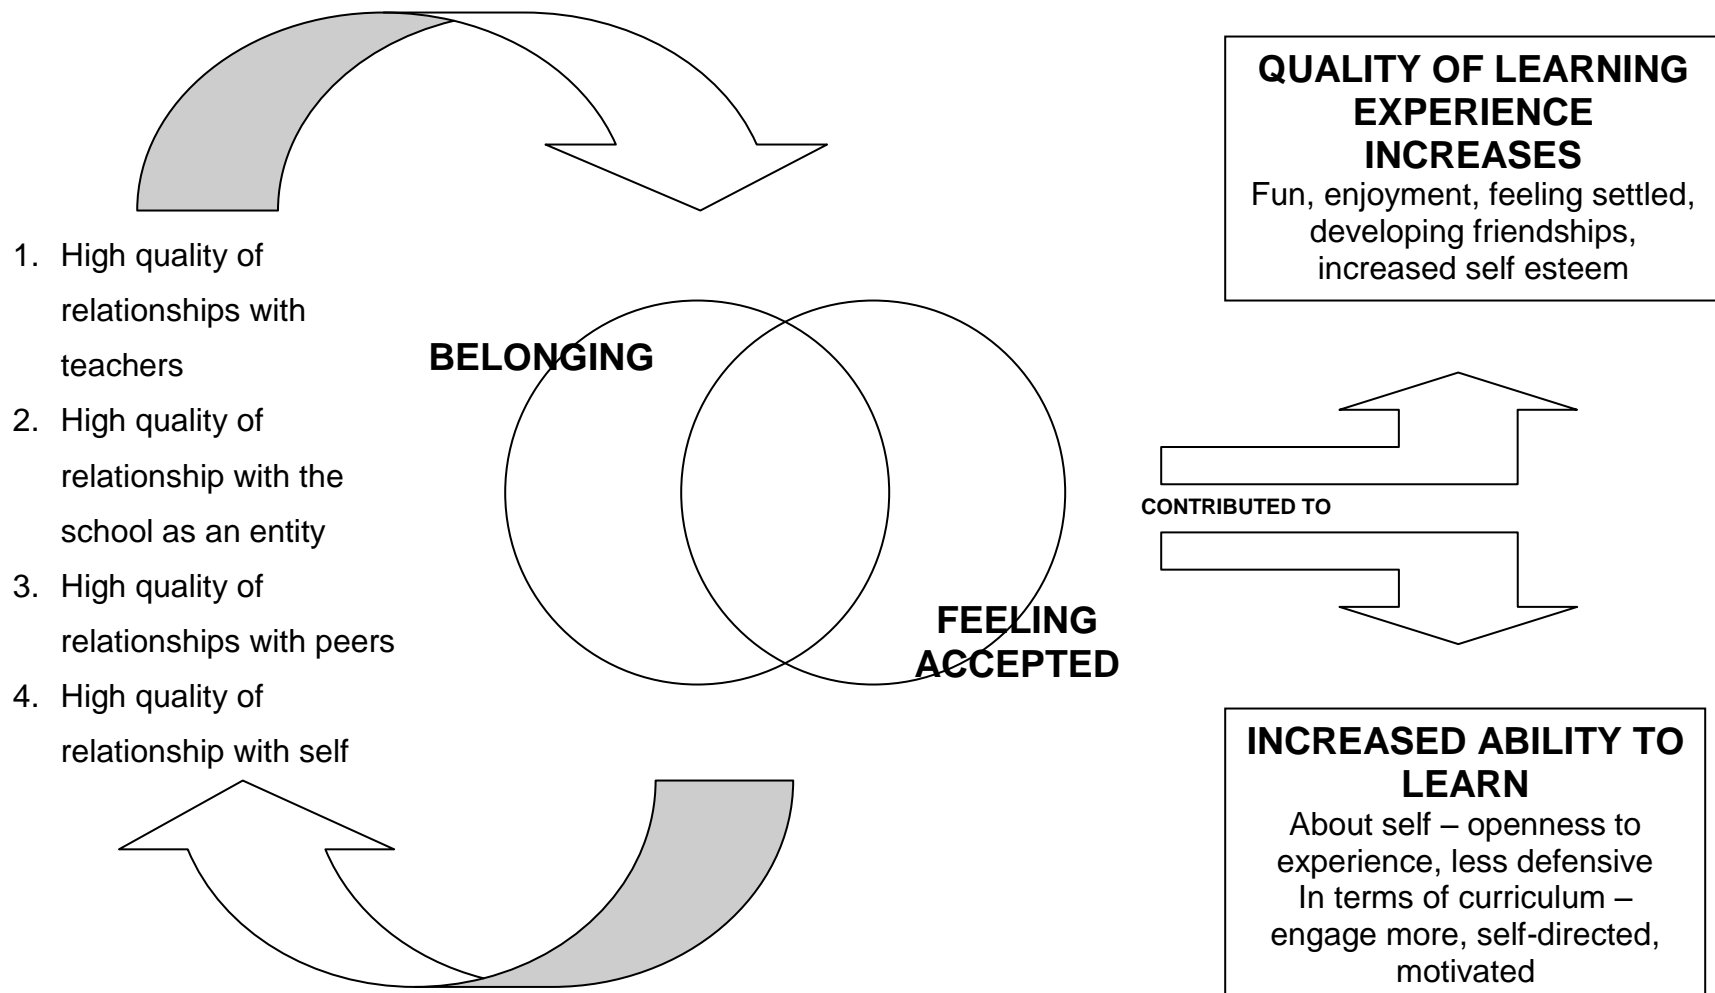 1. High quality of
relationships with
teachers
2. High quality of
relationship with the
school as an entity
3. High quality of
relationships with peers
4. High quality of
relationship with self
BELONGING
FEELING
ACCEPTED
CONTRIBUTED TO
QUALITY OF LEARNING
EXPERIENCE
INCREASES
Fun, enjoyment, feeling settled,
developing friendships,
increased self esteem
INCREASED ABILITY TO
LEARN
About self – openness to
experience, less defensive
In terms of curriculum –
engage more, self-directed,
motivated